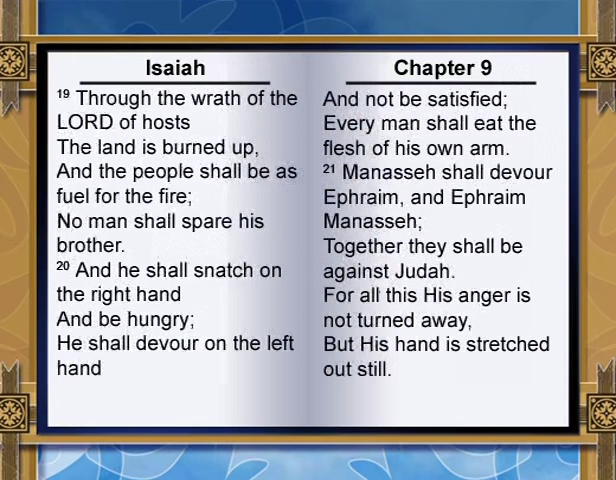 Isaiah
19 Through the wrath of the
LORD of hosts
The land is burned up,
And the people shall be as
fuel for the fire;
No man shall spare his
brother.
20 And he shall snatch on
the right hand
And be hungry;
He shall devour on the left
hand
Chapter 9
And not be satisfied;
Every man shall eat the
flesh of his own arm.
21 Manasseh shall devour
Ephraim, and Ephraim
Manasseh;
Together they shall be
against Judah.
For all this His anger is
not turned away,
But His hand is stretched
out still.